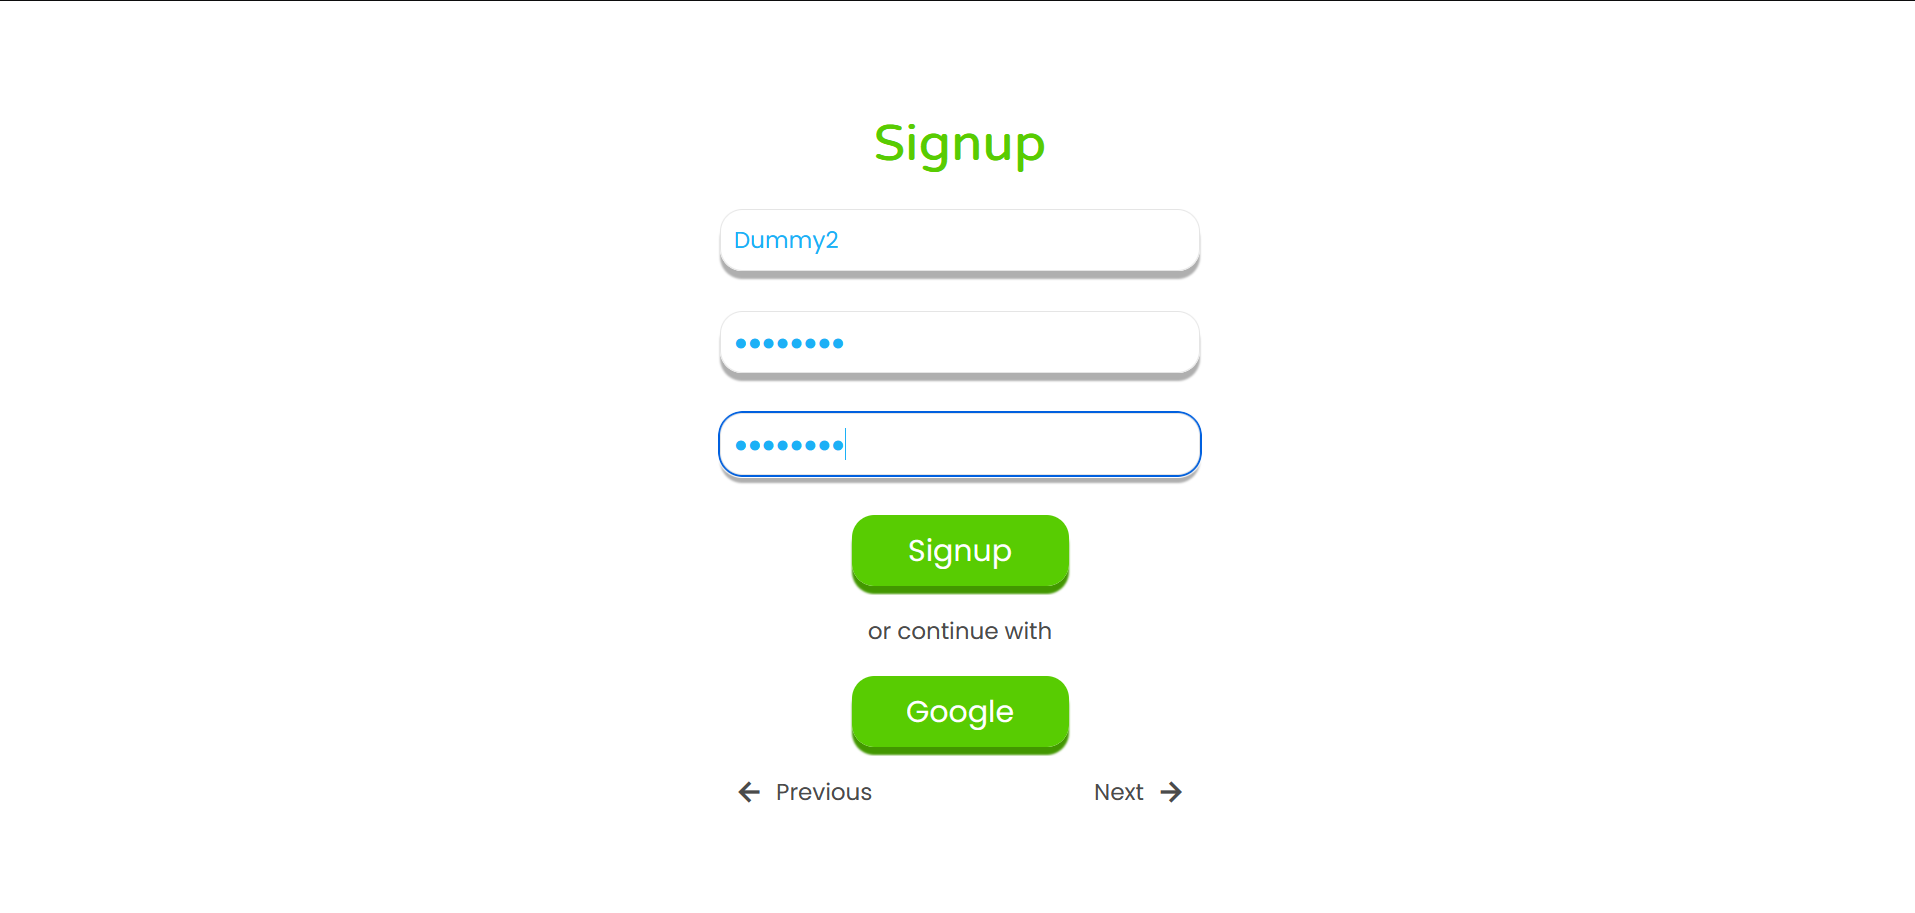 Signup
Dummy2
••••••••
••••••••
Signup
or continue with
Google
← Previous
Next →